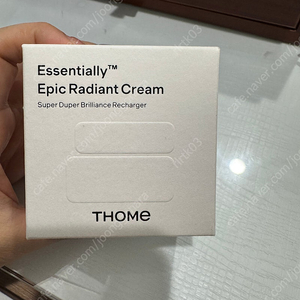 Essentially™
Epic Radiant Cream
Super Duper Brilliance Recharger
THOME